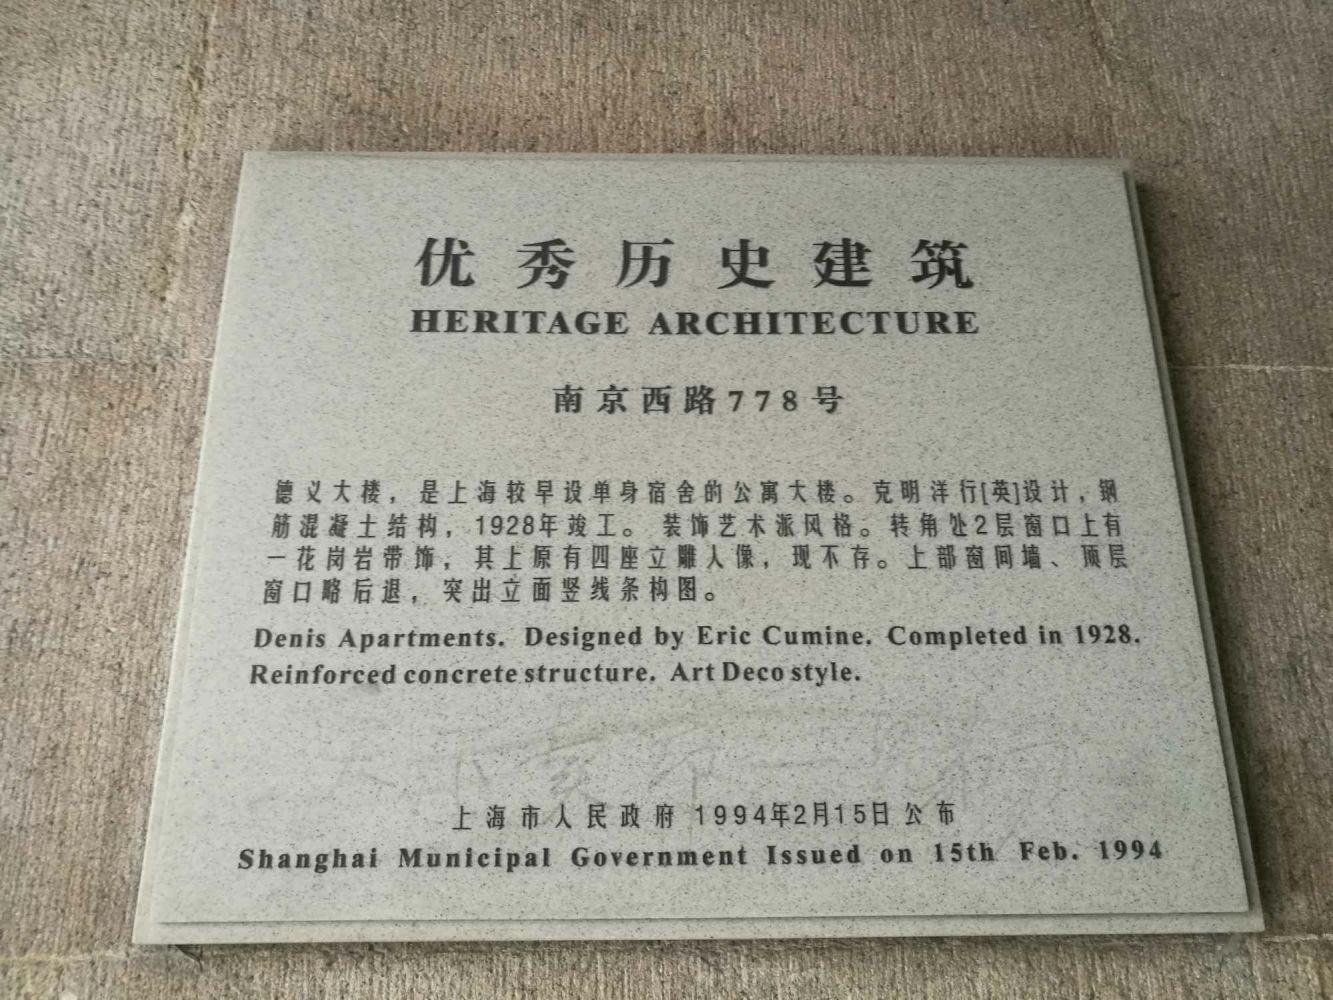 优秀历史建筑
HERITAGE ARCHITECTURE
南京西路778号
德义大楼，是上海较早设单身宿舍的公寓大楼。克明洋行[英]设计，钢
筋混凝土结构，1928年竣工。装饰艺术派风格。转角处2层窗口上有
一花岗岩带饰，其上原有四座立雕人像，现不存。上部窗间墙、顶层
窗口略后退，突出立面竖线条构图。
Denis Apartments. Designed by Eric Cumine. Completed in 1928.
Reinforced concrete structure. Art Deco style.
上海市人民政府 1994年2月15日公布
Shanghai Municipal Government Issued on 15th Feb. 1994